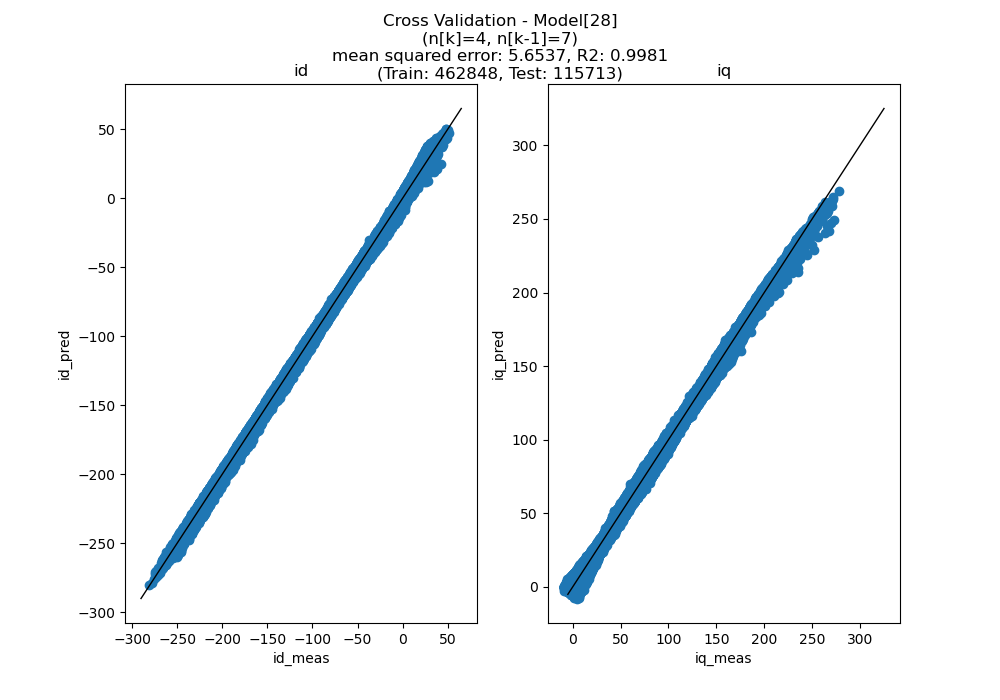 Cross Validation - Model[28]
(n[k]=4, n[k-1]=7)
mean squared error: 5.6537, R2: 0.9981
(Train: 462848, Test: 115713)
id
iq
50
0
−50
−100
−150
−200
−250
−300
id_pred
−300 −250 −200 −150 −100 −50 0 50
id_meas
300
250
200
150
100
50
0
iq_pred
0 50 100 150 200 250 300
iq_meas